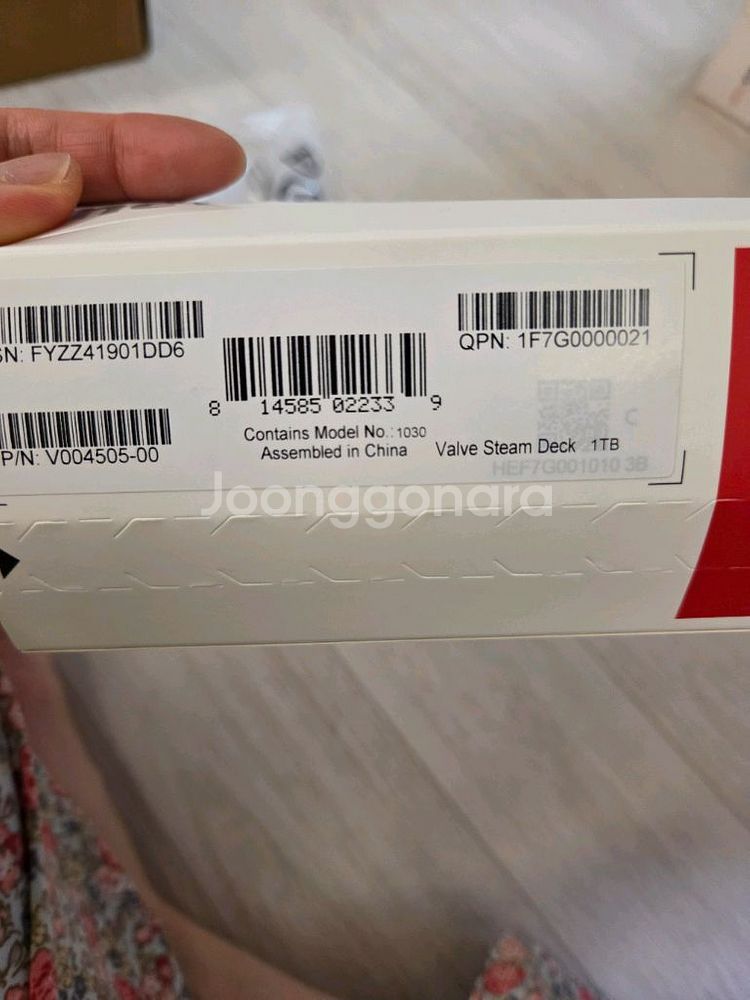 SN: FYZZ41901DD6
QPN: 1F7G0000021
8 14585 02233 9
P/N: V004505-00
Contains Model No.: 1030
Assembled in China
Valve Steam Deck 1TB
HEF7G001010 3B
Joonggonara